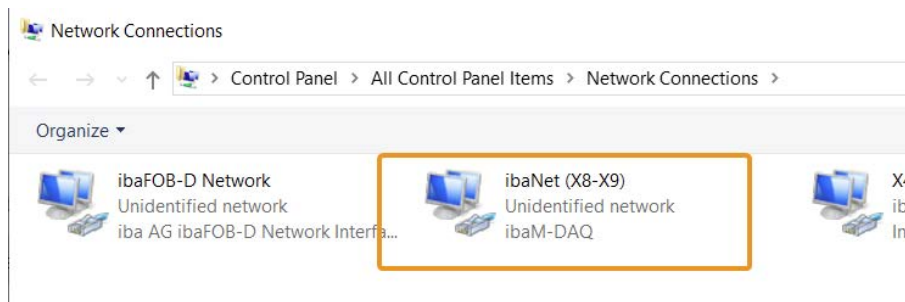 Network Connections
Control Panel > All Control Panel Items > Network Connections >
Organize
ibaFOB-D Network
Unidentified network
iba AG ibaFOB-D Network Interfa...
ibaNet (X8-X9)
Unidentified network
ibaM-DAQ